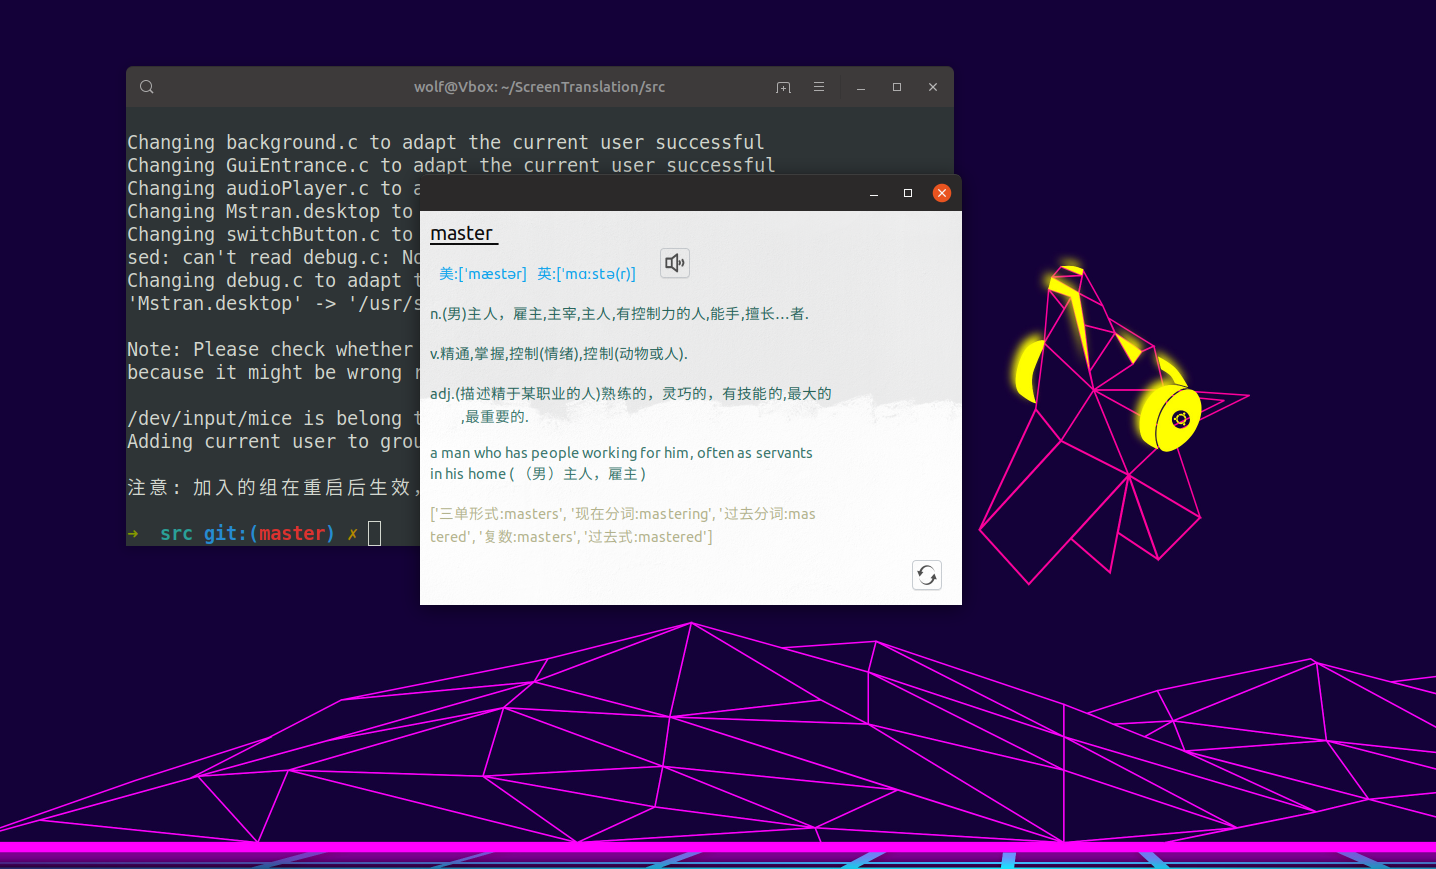 wolf@Vbox: ~/ScreenTranslation/src
Changing background.c to adapt the current user successful
Changing GuiEntrance.c to adapt the current user successful
Changing audioPlayer.c to
Changing Mstran.desktop to
Changing switchButton.c to
sed: can't read debug.c:
Changing debug.c to adapt
'Mstran.desktop' ->
Note: Please check whether
because it might be wrong
/dev/input/mice is belong
Adding current user to
注意: 加入的组在重启后生效,
➜ src git:(master) ✗
master
美:['mæstər] 英:['mɑːstə(r)]
n.(男)主人，雇主,主宰,主人,有控制力的人,能手,擅长…者.
v.精通,掌握,控制(情绪),控制(动物或人).
adj.(描述精于某职业的人)熟练的，灵巧的，有技能的,最大的
,最重要的.
a man who has people working for him, often as servants
in his home ( （男）主人，雇主 )
['三单形式:masters', '现在分词:mastering', '过去分词:mas
tered', '复数:masters', '过去式:mastered']